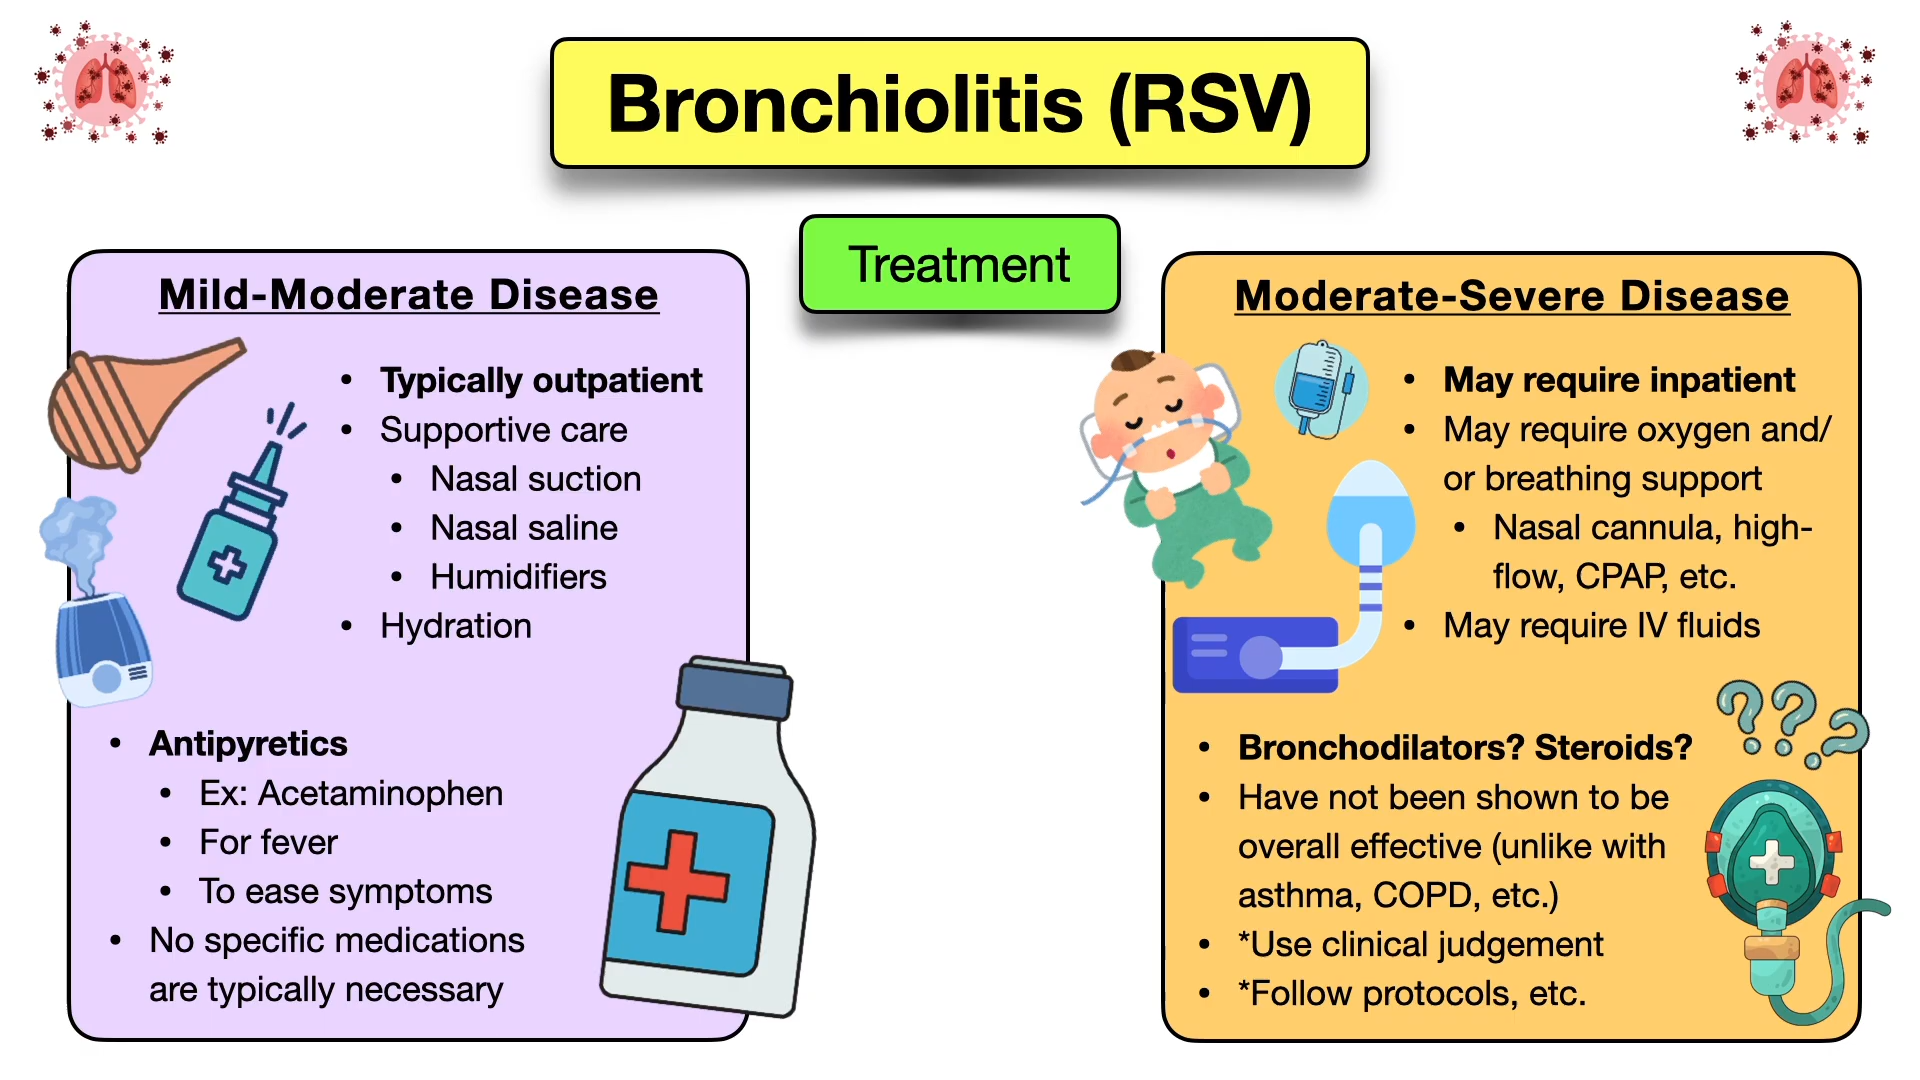 Bronchiolitis (RSV)
Treatment
Mild-Moderate Disease
• Typically outpatient
• Supportive care
• Nasal suction
• Nasal saline
• Humidifiers
• Hydration
• Antipyretics
• Ex: Acetaminophen
• For fever
• To ease symptoms
• No specific medications
are typically necessary
Moderate-Severe Disease
• May require inpatient
• May require oxygen and/
or breathing support
• Nasal cannula, high-
flow, CPAP, etc.
• May require IV fluids
???
• Bronchodilators? Steroids?
• Have not been shown to be
overall effective (unlike with
asthma, COPD, etc.)
• *Use clinical judgement
• *Follow protocols, etc.